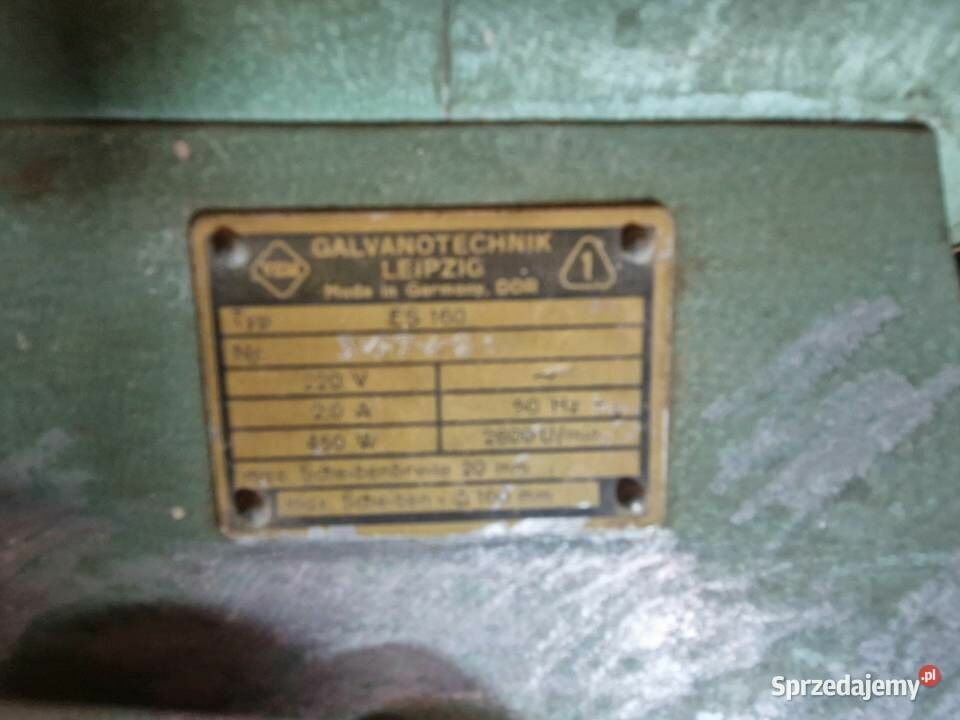 GALVANOTECHNIK
LEIPZIG
Made in Germany, DDR
1
Typ ES 160
Nr.
220 V ~
2,0 A 50 Hz
450 W 2800 U/min
max. Scheibenbreite 20 mm
max. Scheiben - ∅ 160 mm
Sprzedajemy.pl